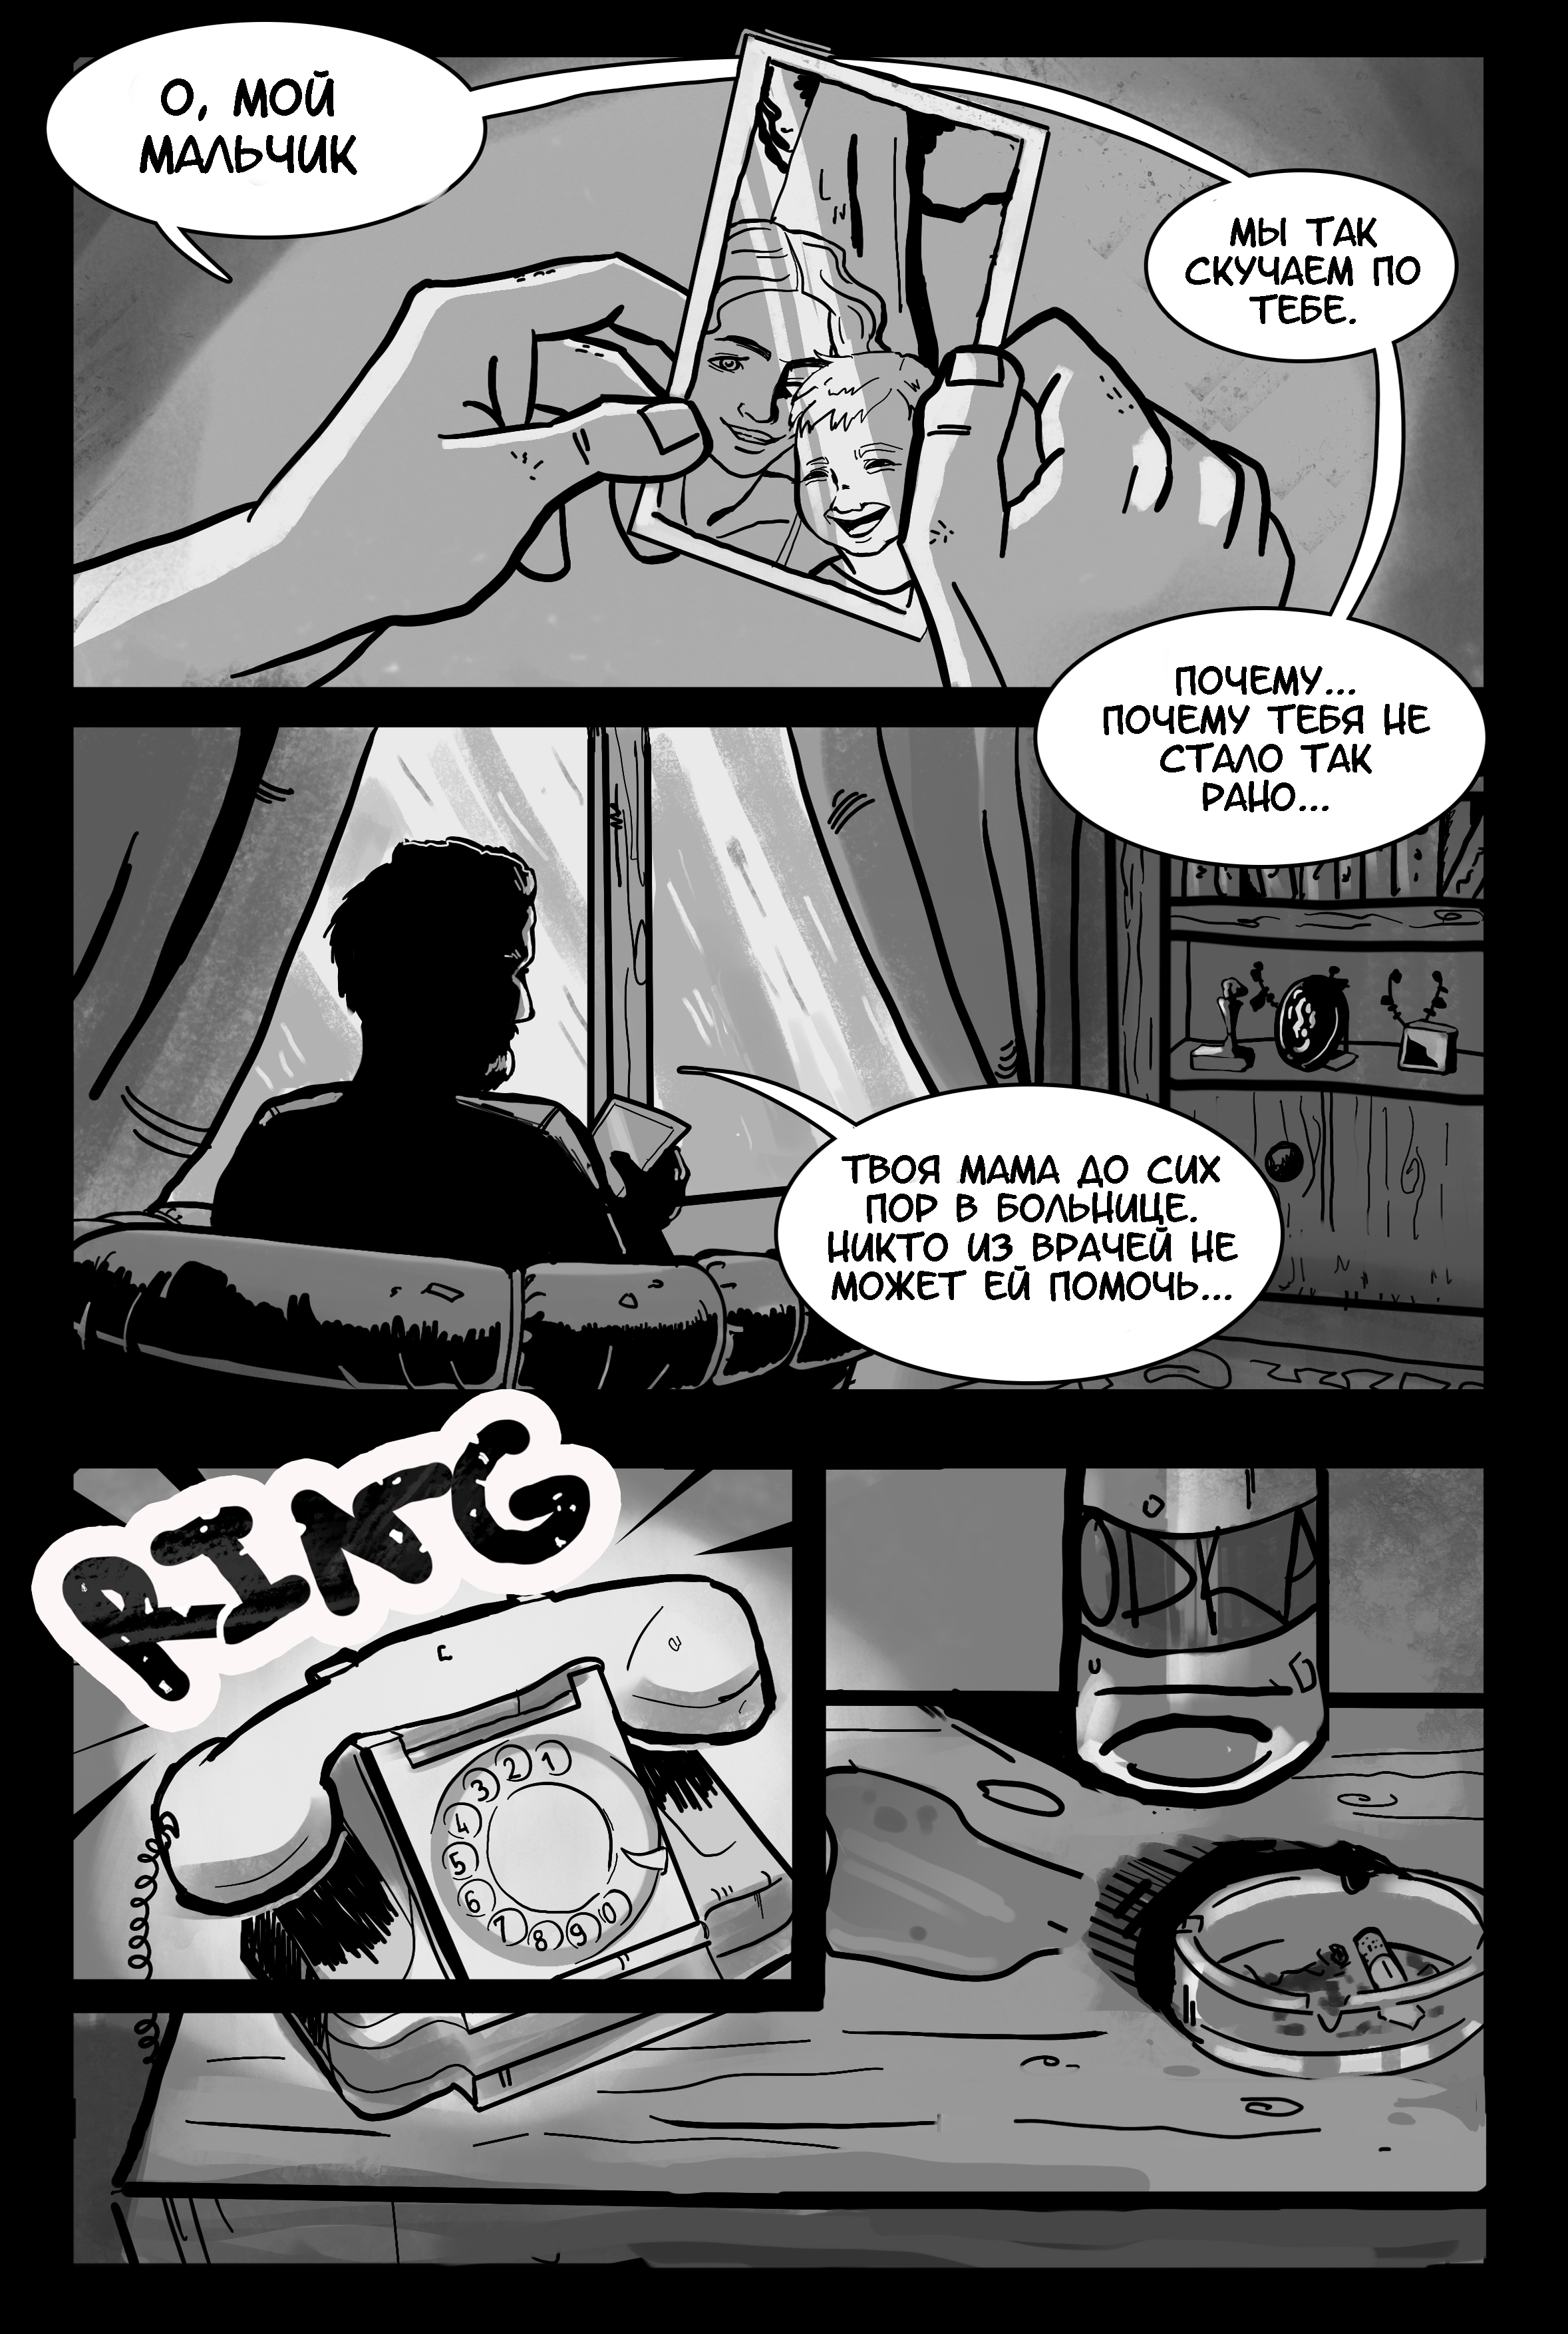 О, МОЙ
МАЛЬЧИК
МЫ ТАК
СКУЧАЕМ ПО
ТЕБЕ.
ПОЧЕМУ...
ПОЧЕМУ ТЕБЯ НЕ
СТАЛО ТАК
РАНО...
ТВОЯ МАМА ДО СИХ
ПОР В БОЛЬНИЦЕ.
НИКТО ИЗ ВРАЧЕЙ НЕ
МОЖЕТ ЕЙ ПОМОЧЬ...
RING
1
2
3
4
5
6
7
8
9
0
ODKA